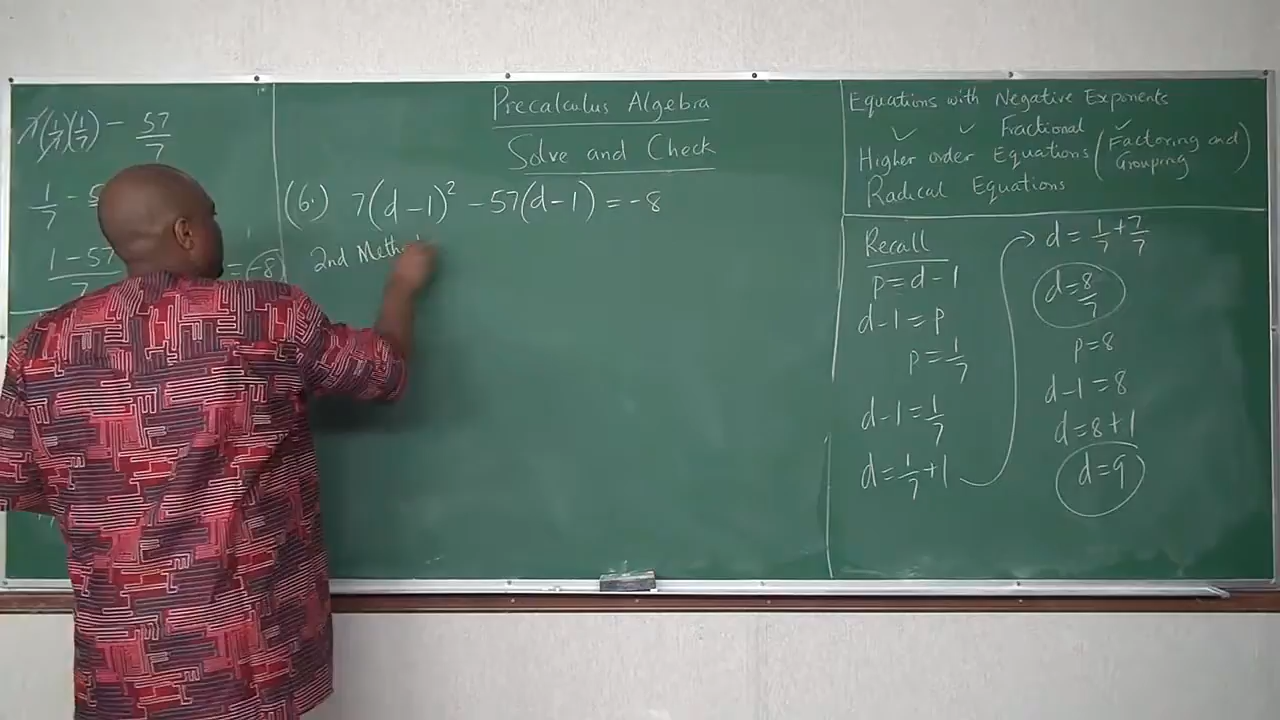 (1/7)(1/7) - 57/7
1/7 -
1-57 = -8
Precalculus Algebra
Solve and Check
(6.) 7(d-1)² - 57(d-1) = -8
2nd
Equations with Negative Exponents
✓ ✓ Fractional ✓
Higher order Equations (Factoring and Grouping)
Radical Equations
Recall
p = d-1
d-1 = p
p = 1/7
d-1 = 1/7
d = 1/7 + 1
d = 1/7 + 7/7
d = 8/7
p = 8
d-1 = 8
d = 8+1
d = 9